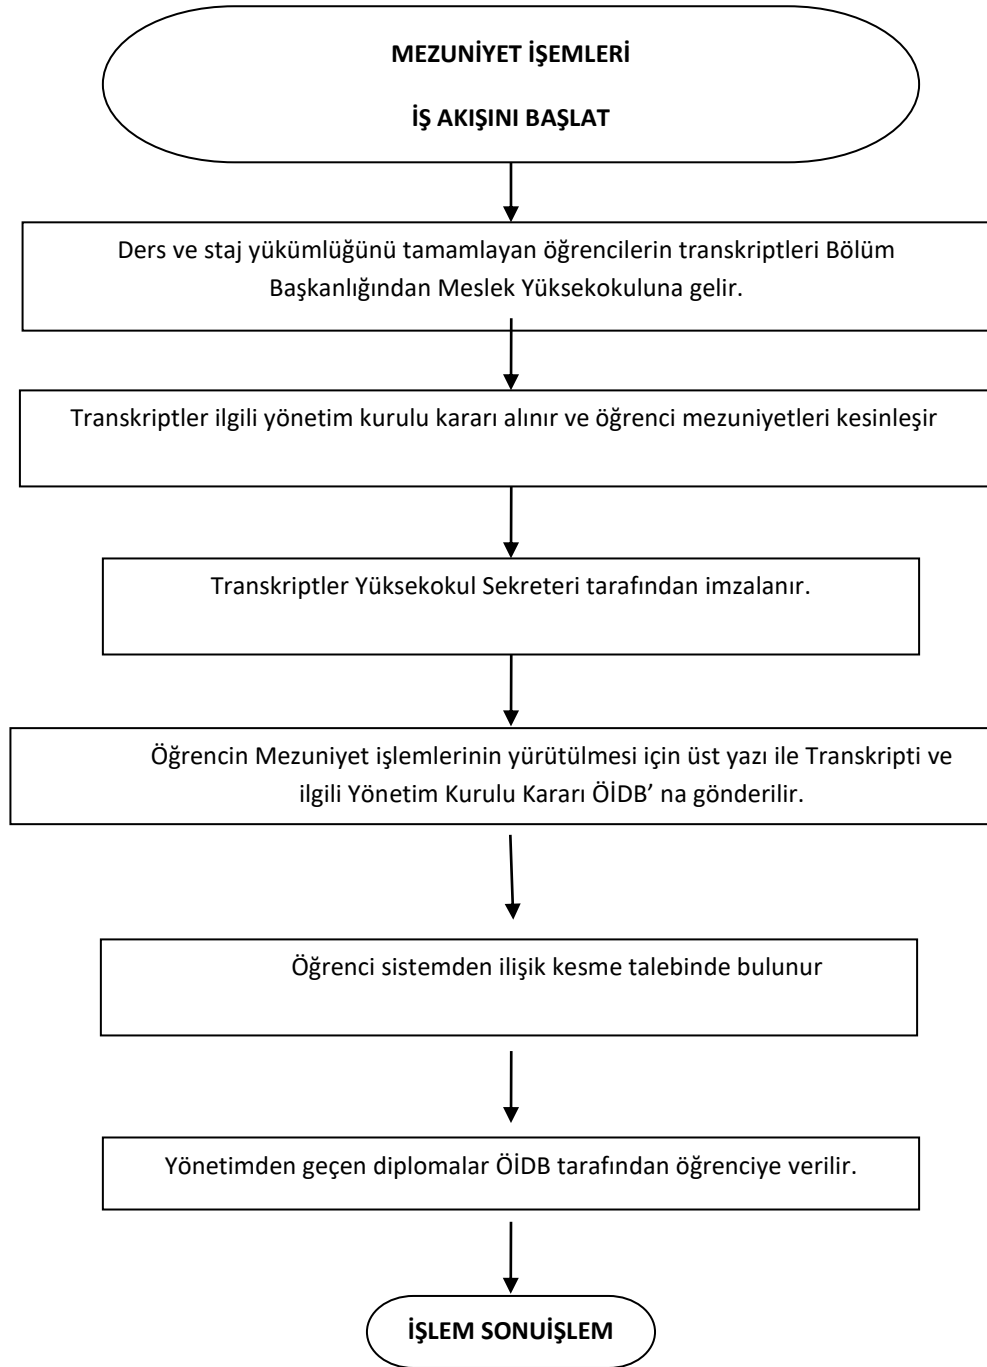 MEZUNİYET İŞEMLERİ
İŞ AKIŞINI BAŞLAT
Ders ve staj yükümlüğünü tamamlayan öğrencilerin transkriptleri Bölüm
Başkanlığından Meslek Yüksekokuluna gelir.
Transkriptler ilgili yönetim kurulu kararı alınır ve öğrenci mezuniyetleri kesinleşir
Transkriptler Yüksekokul Sekreteri tarafından imzalanır.
Öğrencin Mezuniyet işlemlerinin yürütülmesi için üst yazı ile Transkripti ve
ilgili Yönetim Kurulu Kararı ÖİDB’ na gönderilir.
Öğrenci sistemden ilişik kesme talebinde bulunur
Yönetimden geçen diplomalar ÖİDB tarafından öğrenciye verilir.
İŞLEM SONUİŞLEM